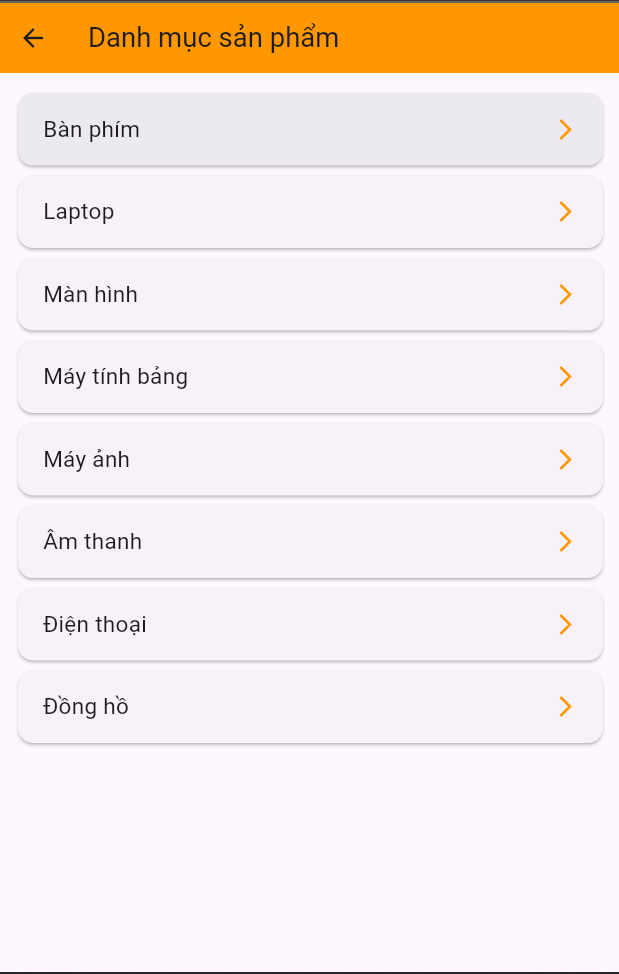 Danh mục sản phẩm
Bàn phím
Laptop
Màn hình
Máy tính bảng
Máy ảnh
Âm thanh
Điện thoại
Đồng hồ